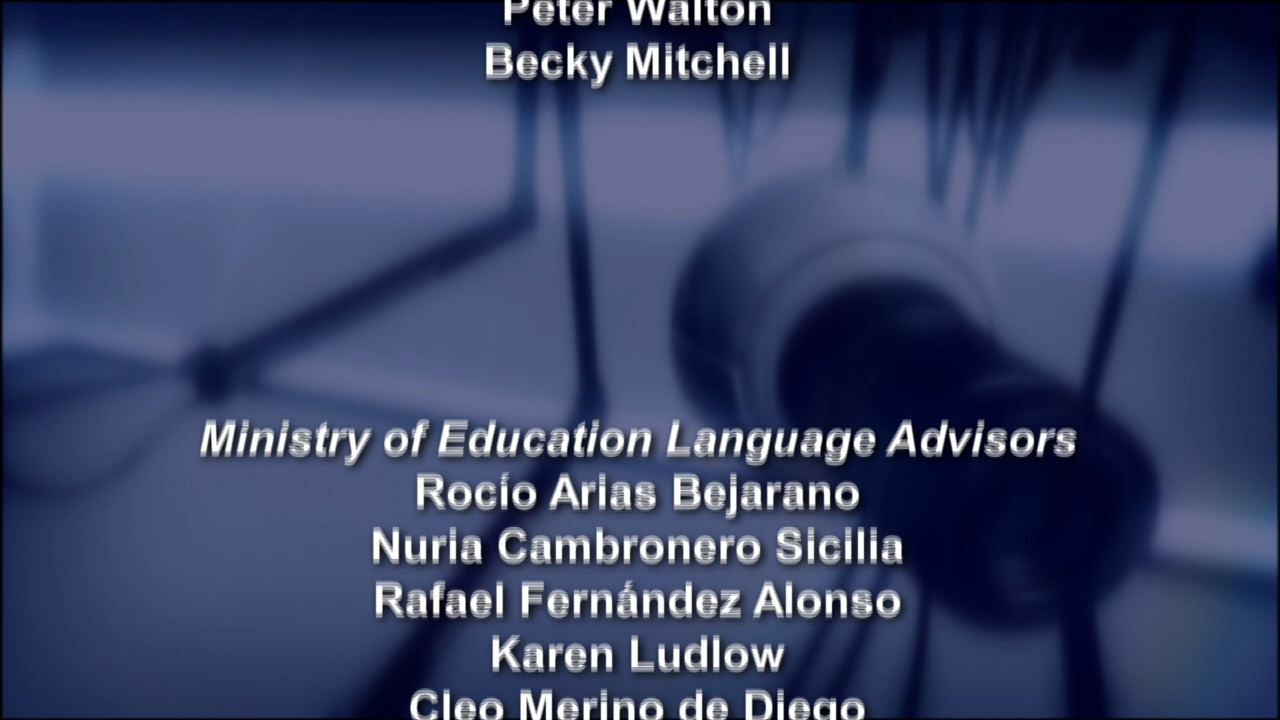 Peter Walton
Becky Mitchell
Ministry of Education Language Advisors
Rocío Arias Bejarano
Nuria Cambronero Sicilia
Rafael Fernández Alonso
Karen Ludlow
Cleo Merino de Diego